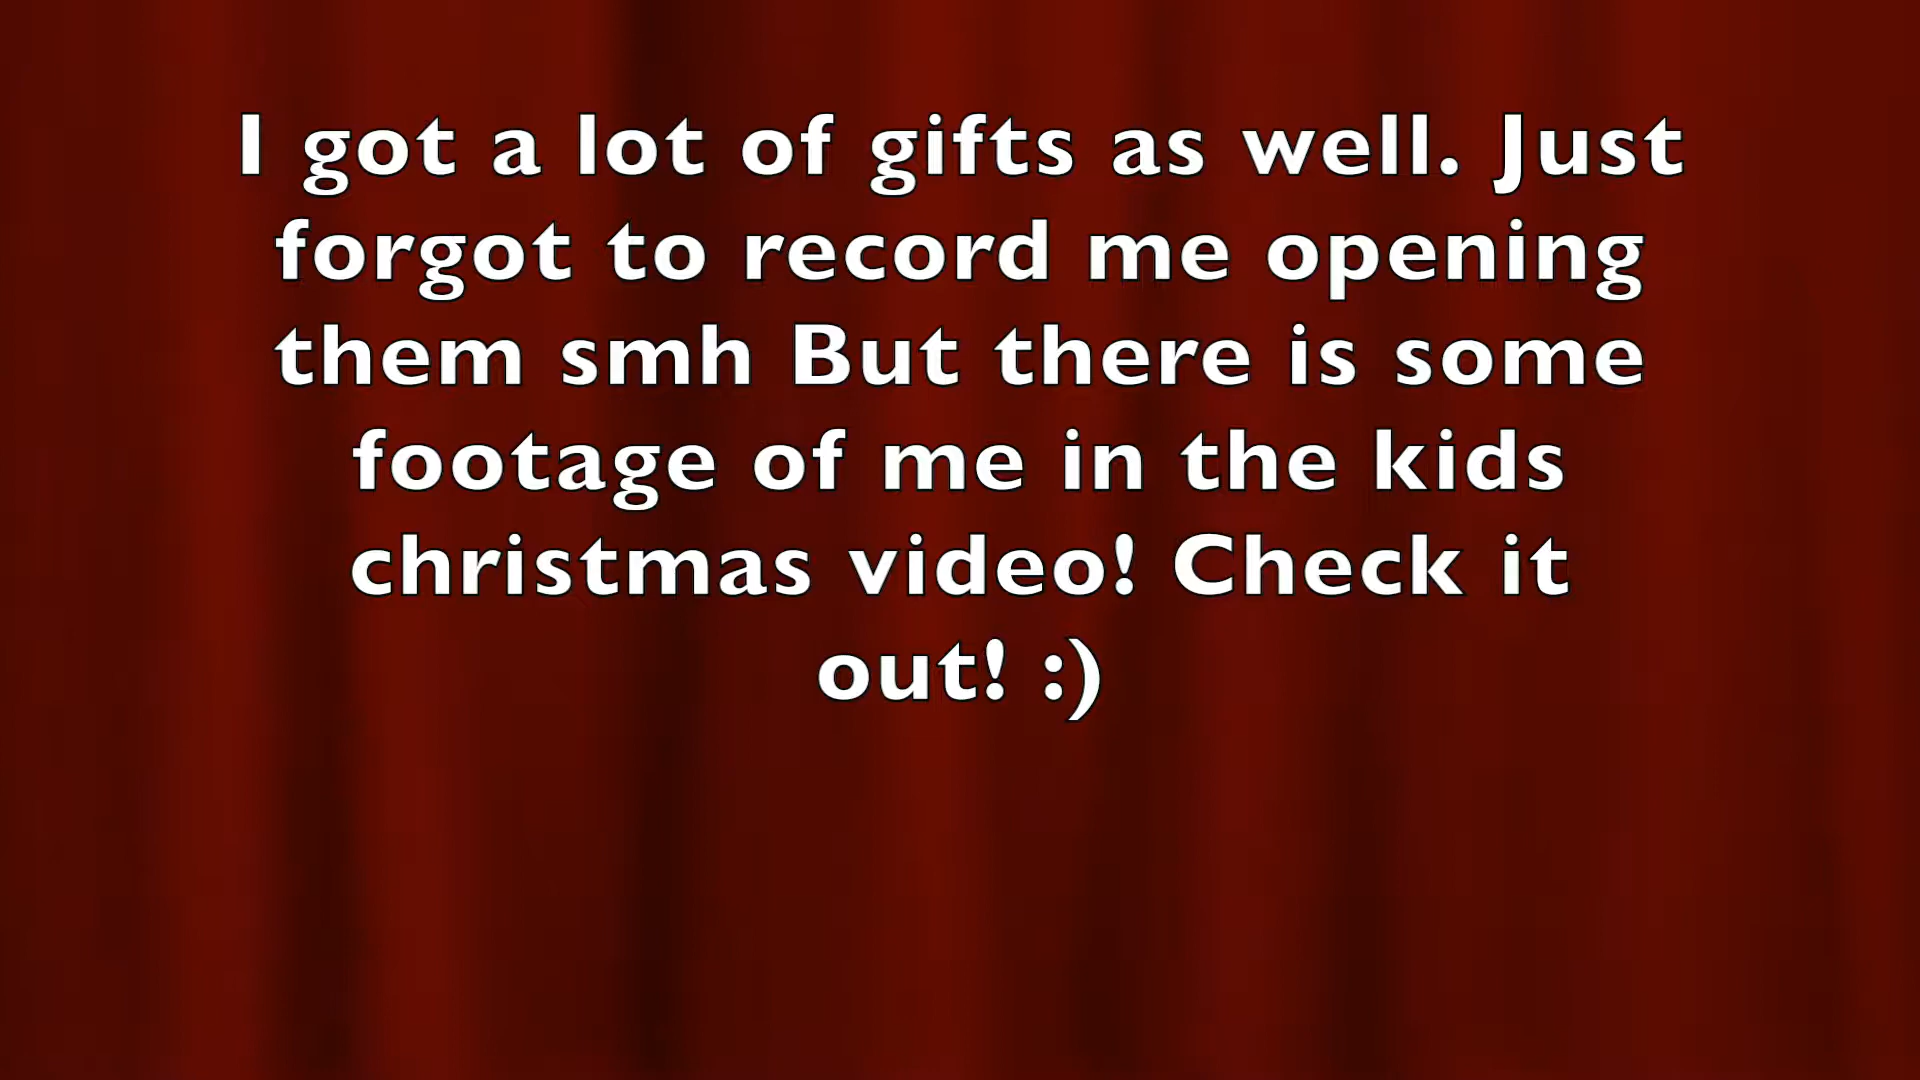 I got a lot of gifts as well. Just
forgot to record me opening
them smh But there is some
footage of me in the kids
christmas video! Check it
out! :)